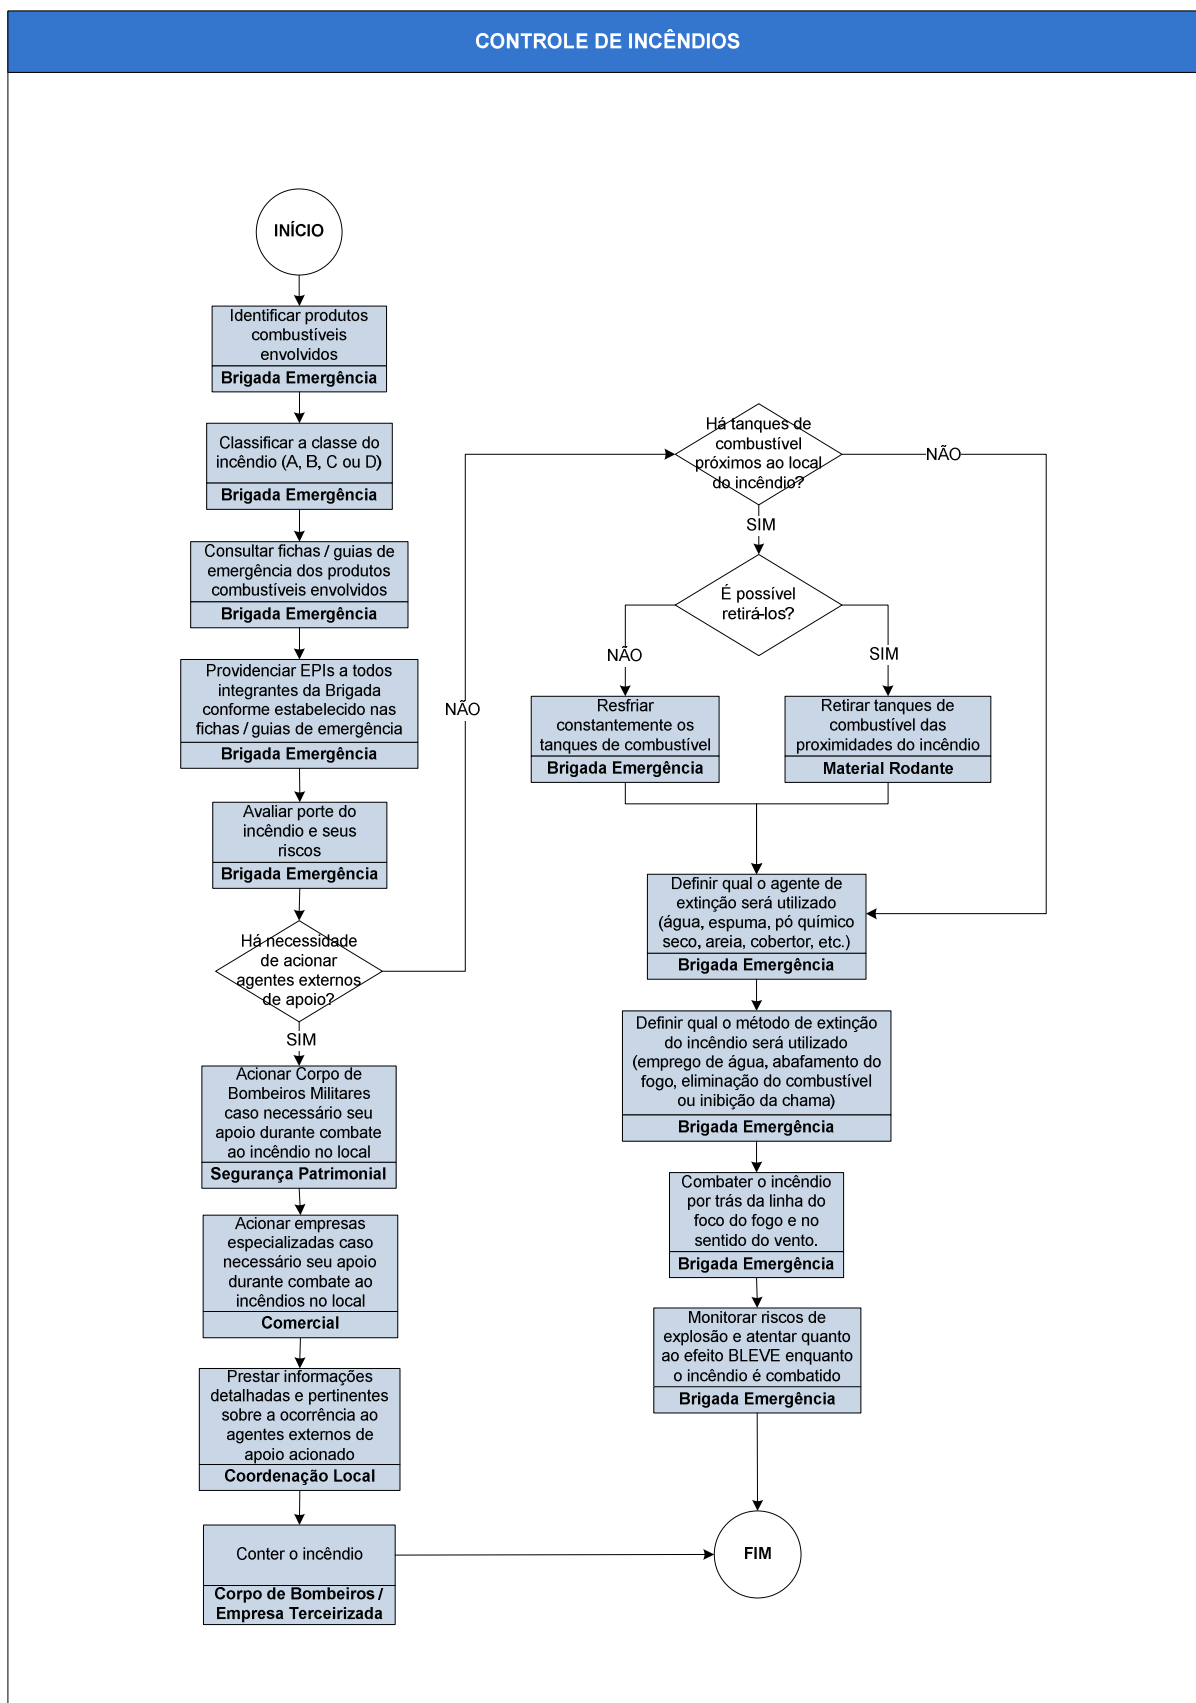 CONTROLE DE INCÊNDIOS
INÍCIO
Identificar produtos
combustíveis
envolvidos
Brigada Emergência
Classificar a classe do
incêndio (A, B, C ou D)
Brigada Emergência
Consultar fichas / guias de
emergência dos produtos
combustíveis envolvidos
Brigada Emergência
Providenciar EPIs a todos
integrantes da Brigada
conforme estabelecido nas
fichas / guias de emergência
Brigada Emergência
Avaliar porte do
incêndio e seus
riscos
Brigada Emergência
Há necessidade
de acionar
agentes externos
de apoio?
NÃO
SIM
Acionar Corpo de
Bombeiros Militares
caso necessário seu
apoio durante combate
ao incêndio no local
Segurança Patrimonial
Acionar empresas
especializadas caso
necessário seu apoio
durante combate ao
incêndios no local
Comercial
Prestar informações
detalhadas e pertinentes
sobre a ocorrência ao
agentes externos de
apoio acionado
Coordenação Local
Conter o incêndio
Corpo de Bombeiros /
Empresa Terceirizada
Há tanques de
combustível
próximos ao local
do incêndio?
NÃO
SIM
É possível
retirá-los?
NÃO
SIM
Resfriar
constantemente os
tanques de combustível
Brigada Emergência
Retirar tanques de
combustível das
proximidades do incêndio
Material Rodante
Definir qual o agente de
extinção será utilizado
(água, espuma, pó químico
seco, areia, cobertor, etc.)
Brigada Emergência
Definir qual o método de extinção
do incêndio será utilizado
(emprego de água, abafamento do
fogo, eliminação do combustível
ou inibição da chama)
Brigada Emergência
Combater o incêndio
por trás da linha do
foco do fogo e no
sentido do vento.
Brigada Emergência
Monitorar riscos de
explosão e atentar quanto
ao efeito BLEVE enquanto
o incêndio é combatido
Brigada Emergência
FIM